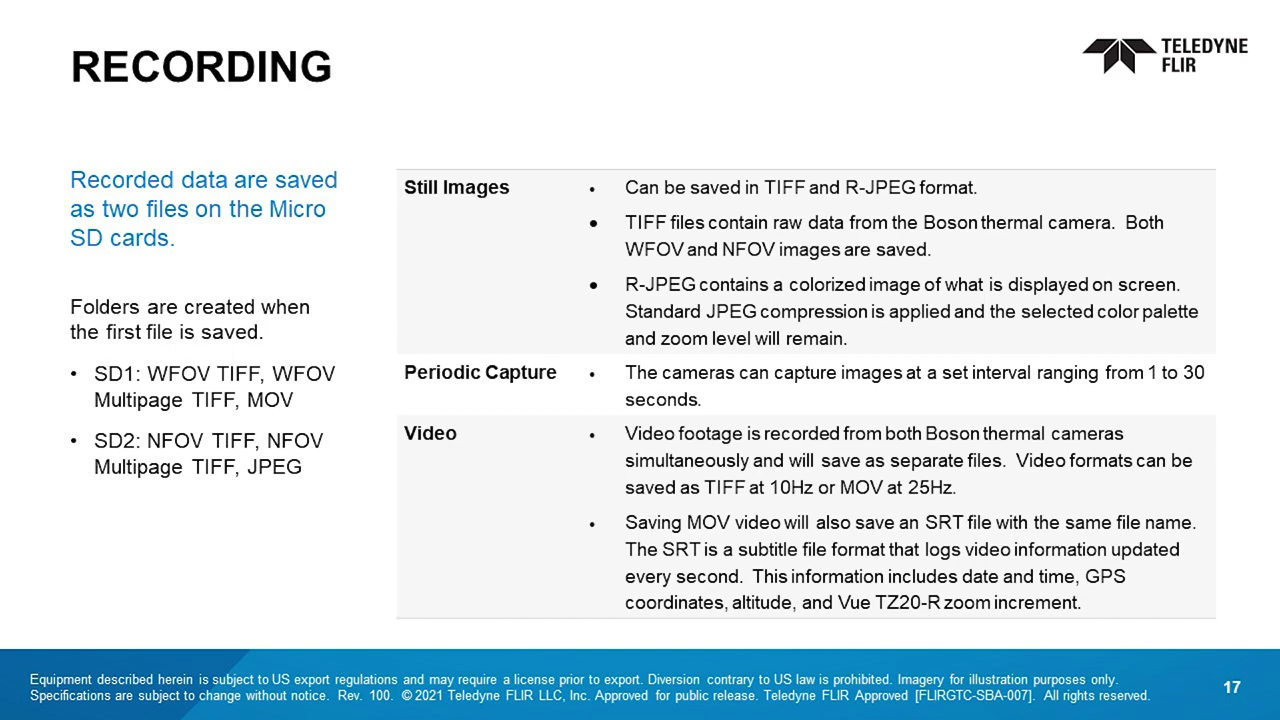 RECORDING
TELEDYNE
FLIR
Recorded data are saved
as two files on the Micro
SD cards.
Folders are created when
the first file is saved.
• SD1: WFOV TIFF, WFOV
Multipage TIFF, MOV
• SD2: NFOV TIFF, NFOV
Multipage TIFF, JPEG
Still Images
• Can be saved in TIFF and R-JPEG format.
• TIFF files contain raw data from the Boson thermal camera. Both
WFOV and NFOV images are saved.
• R-JPEG contains a colorized image of what is displayed on screen.
Standard JPEG compression is applied and the selected color palette
and zoom level will remain.
Periodic Capture
• The cameras can capture images at a set interval ranging from 1 to 30
seconds.
Video
• Video footage is recorded from both Boson thermal cameras
simultaneously and will save as separate files. Video formats can be
saved as TIFF at 10Hz or MOV at 25Hz.
• Saving MOV video will also save an SRT file with the same file name.
The SRT is a subtitle file format that logs video information updated
every second. This information includes date and time, GPS
coordinates, altitude, and Vue TZ20-R zoom increment.
Equipment described herein is subject to US export regulations and may require a license prior to export. Diversion contrary to US law is prohibited. Imagery for illustration purposes only.
Specifications are subject to change without notice. Rev. 100. © 2021 Teledyne FLIR LLC, Inc. Approved for public release. Teledyne FLIR Approved [FLIRGTC-SBA-007]. All rights reserved.
17